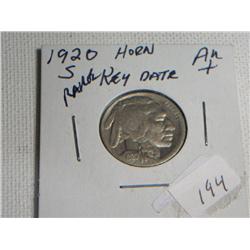 1920 HORN AU
S +
RARE KEY DATE
194